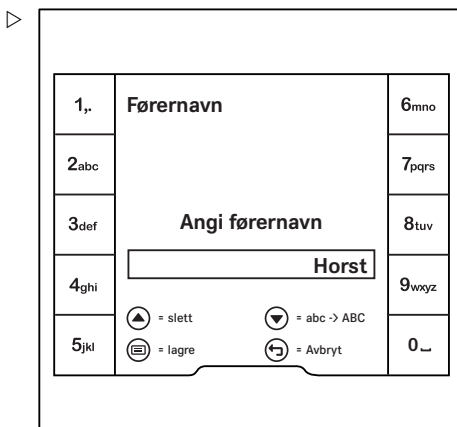 1,.
Førernavn
6mno
2abc
7pqrs
3def
Angi førernavn
8tuv
Horst
4ghi
9wxyz
= slett
= abc -> ABC
5jkl
= lagre
= Avbryt
0⎵